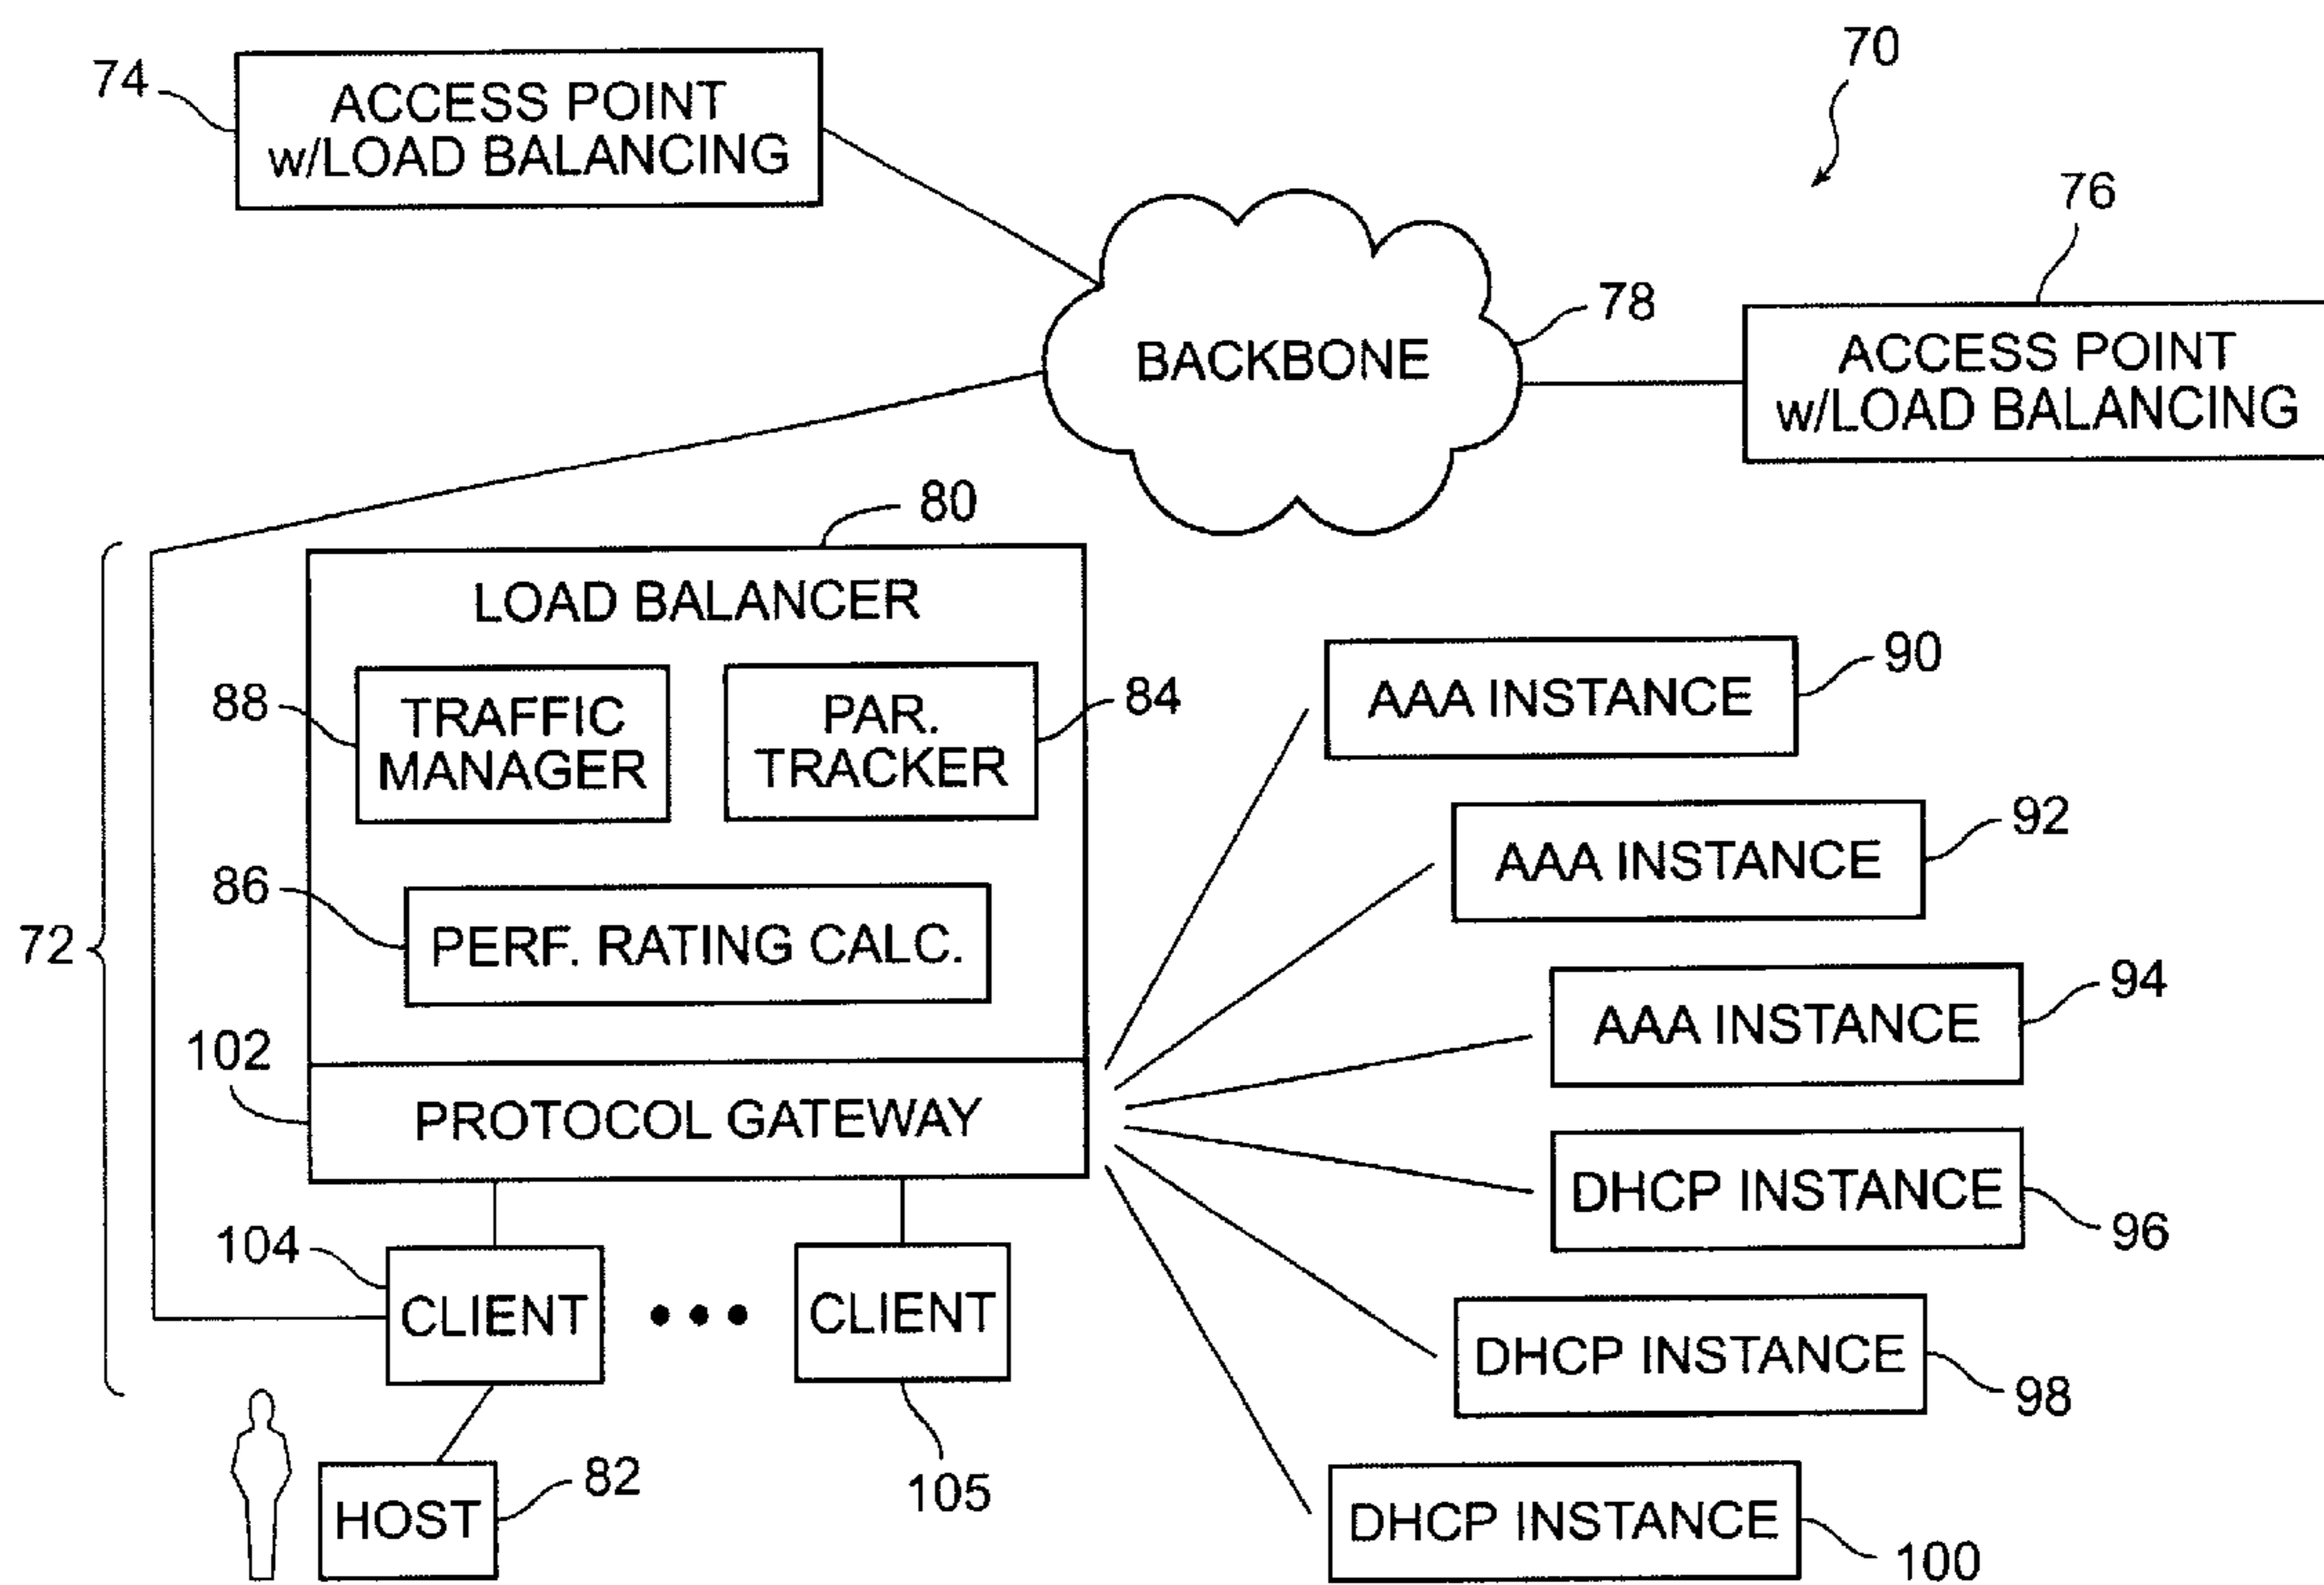 70
74
ACCESS POINT
w/LOAD BALANCING
76
78
BACKBONE
ACCESS POINT
w/LOAD BALANCING
80
LOAD BALANCER
88
TRAFFIC
MANAGER
PAR.
TRACKER
84
86
PERF. RATING CALC.
72
102
PROTOCOL GATEWAY
104
CLIENT
•••
CLIENT
105
HOST
82
AAA INSTANCE
90
AAA INSTANCE
92
AAA INSTANCE
94
DHCP INSTANCE
96
DHCP INSTANCE
98
DHCP INSTANCE
100